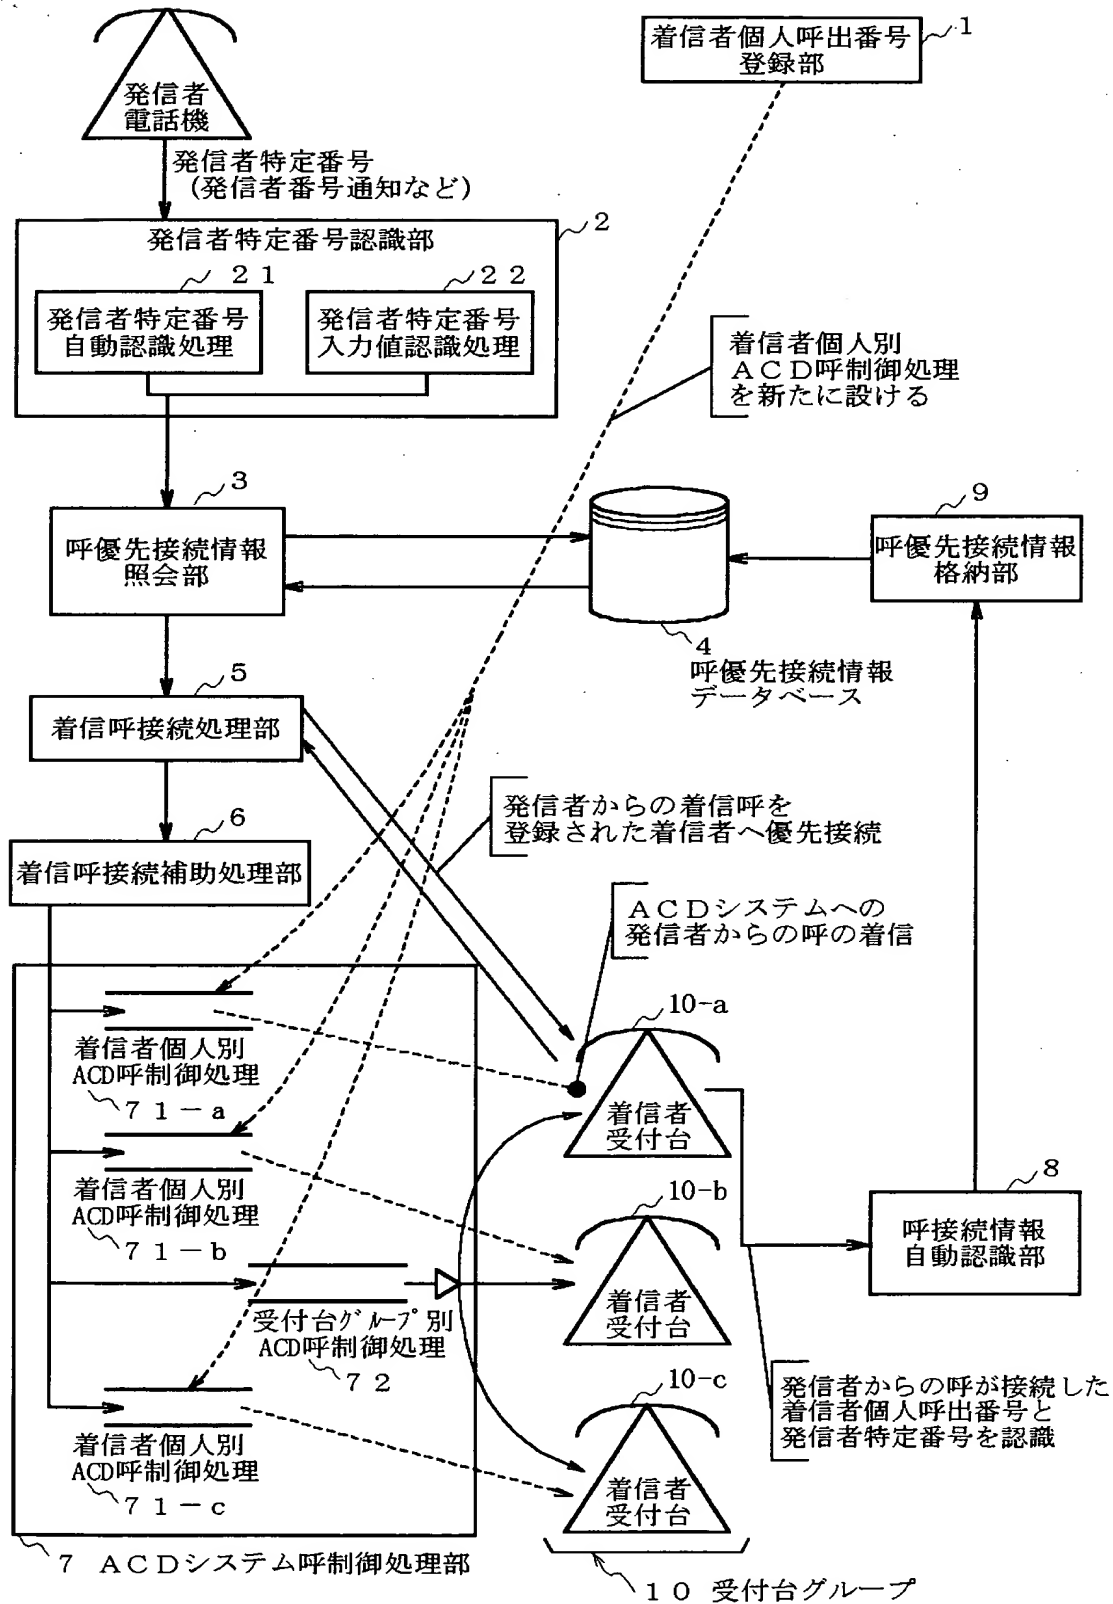 発信者
電話機
着信者個人呼出番号
登録部
1
発信者特定番号
(発信者番号通知など)
2
発信者特定番号認識部
21
22
発信者特定番号
自動認識処理
発信者特定番号
入力値認識処理
着信者個人別
ACD呼制御処理
を新たに設ける
3
呼優先接続情報
照会部
9
呼優先接続情報
格納部
4
呼優先接続情報
データベース
5
着信呼接続処理部
発信者からの着信呼を
登録された着信者へ優先接続
6
着信呼接続補助処理部
ACDシステムへの
発信者からの呼の着信
10-a
着信者
受付台
着信者個人別
ACD呼制御処理
71-a
着信者個人別
ACD呼制御処理
71-b
10-b
着信者
受付台
8
呼接続情報
自動認識部
受付台グループ別
ACD呼制御処理
72
10-c
着信者
受付台
発信者からの呼が接続した
着信者個人呼出番号と
発信者特定番号を認識
着信者個人別
ACD呼制御処理
71-c
7 ACDシステム呼制御処理部
10 受付台グループ